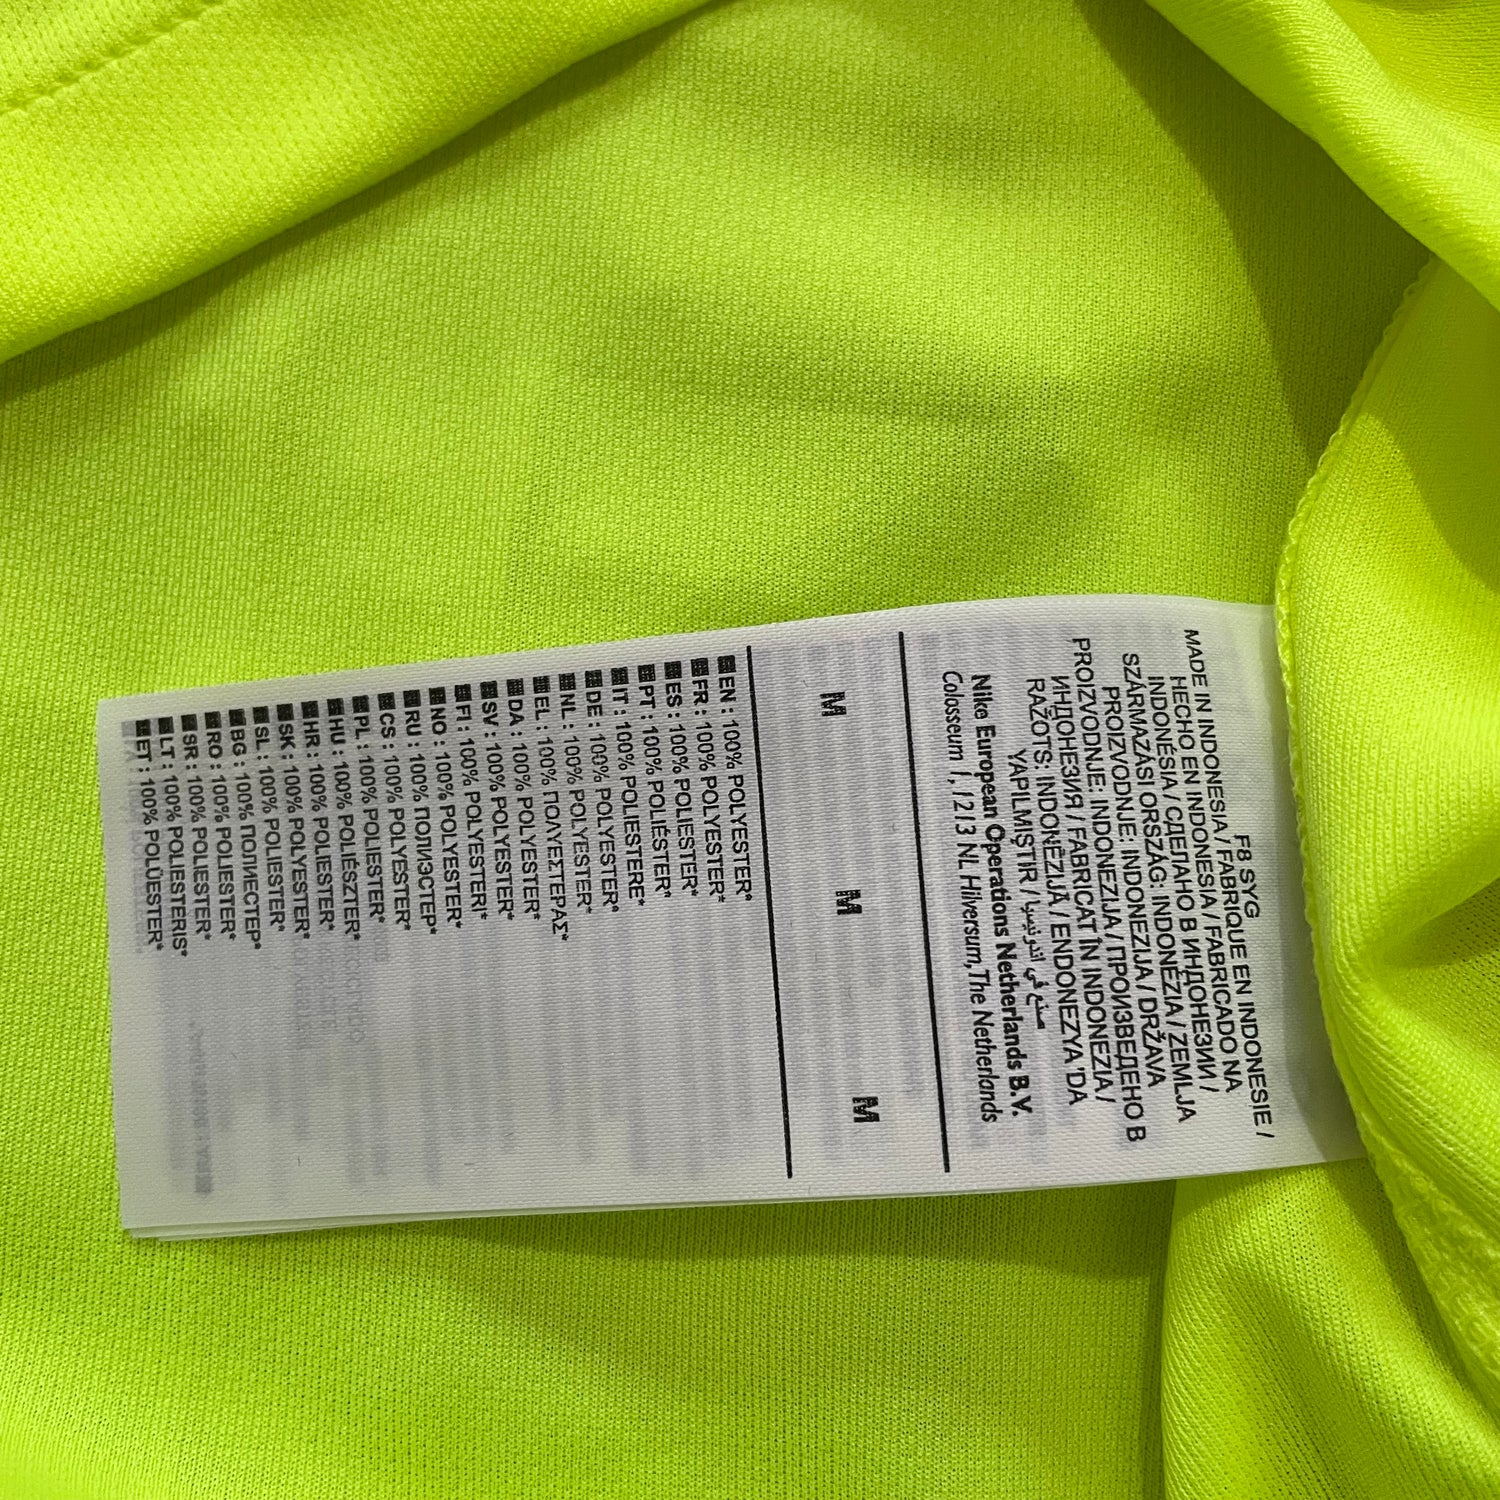 F8 SYG
MADE IN INDONESIA / FABRIQUE EN INDONESIE /
HECHO EN INDONESIA / FABRICADO NA
INDONÉSIA / СДЕЛАНО В ИНДОНЕЗИИ /
SZÁRMAZÁSI ORSZÁG: INDONÉZIA / ZEMLJA
PROIZVODNJE: INDONEZIJA / DRŽAVA
PROIZVODNJE: INDONEZIJA / ПРОИЗВЕДЕНО В
ИНДОНЕЗИЯ / FABRICAT ÎN INDONEZIA /
RAŽOTS: INDONĒZIJĀ / ENDONEZYA 'DA
YAPILMIŞTIR / صنع في اندونيسيا
Nike European Operations Netherlands B.V.
Colosseum 1, 1213 NL Hilversum, The Netherlands
M M M
EN : 100% POLYESTER*
FR : 100% POLYESTER*
ES : 100% POLIESTER*
PT : 100% POLIÉSTER*
IT : 100% POLIESTERE*
DE : 100% POLYESTER*
NL : 100% POLYESTER*
EL : 100% ΠΟΛΥΕΣΤΕΡΑΣ*
DA : 100% POLYESTER*
SV : 100% POLYESTER*
FI : 100% POLYESTERI*
NO : 100% POLYESTER*
RU : 100% ПОЛИЭСТЕР*
CS : 100% POLYESTER*
PL : 100% POLIESTER*
HU : 100% POLIÉSZTER*
HR : 100% POLIESTER*
SK : 100% POLYESTER*
SL : 100% POLIESTER*
BG : 100% ПОЛИЕСТЕР*
RO : 100% POLIESTER*
SR : 100% POLIESTER*
LT : 100% POLIESTERIS*
ET : 100% POLÜESTER*